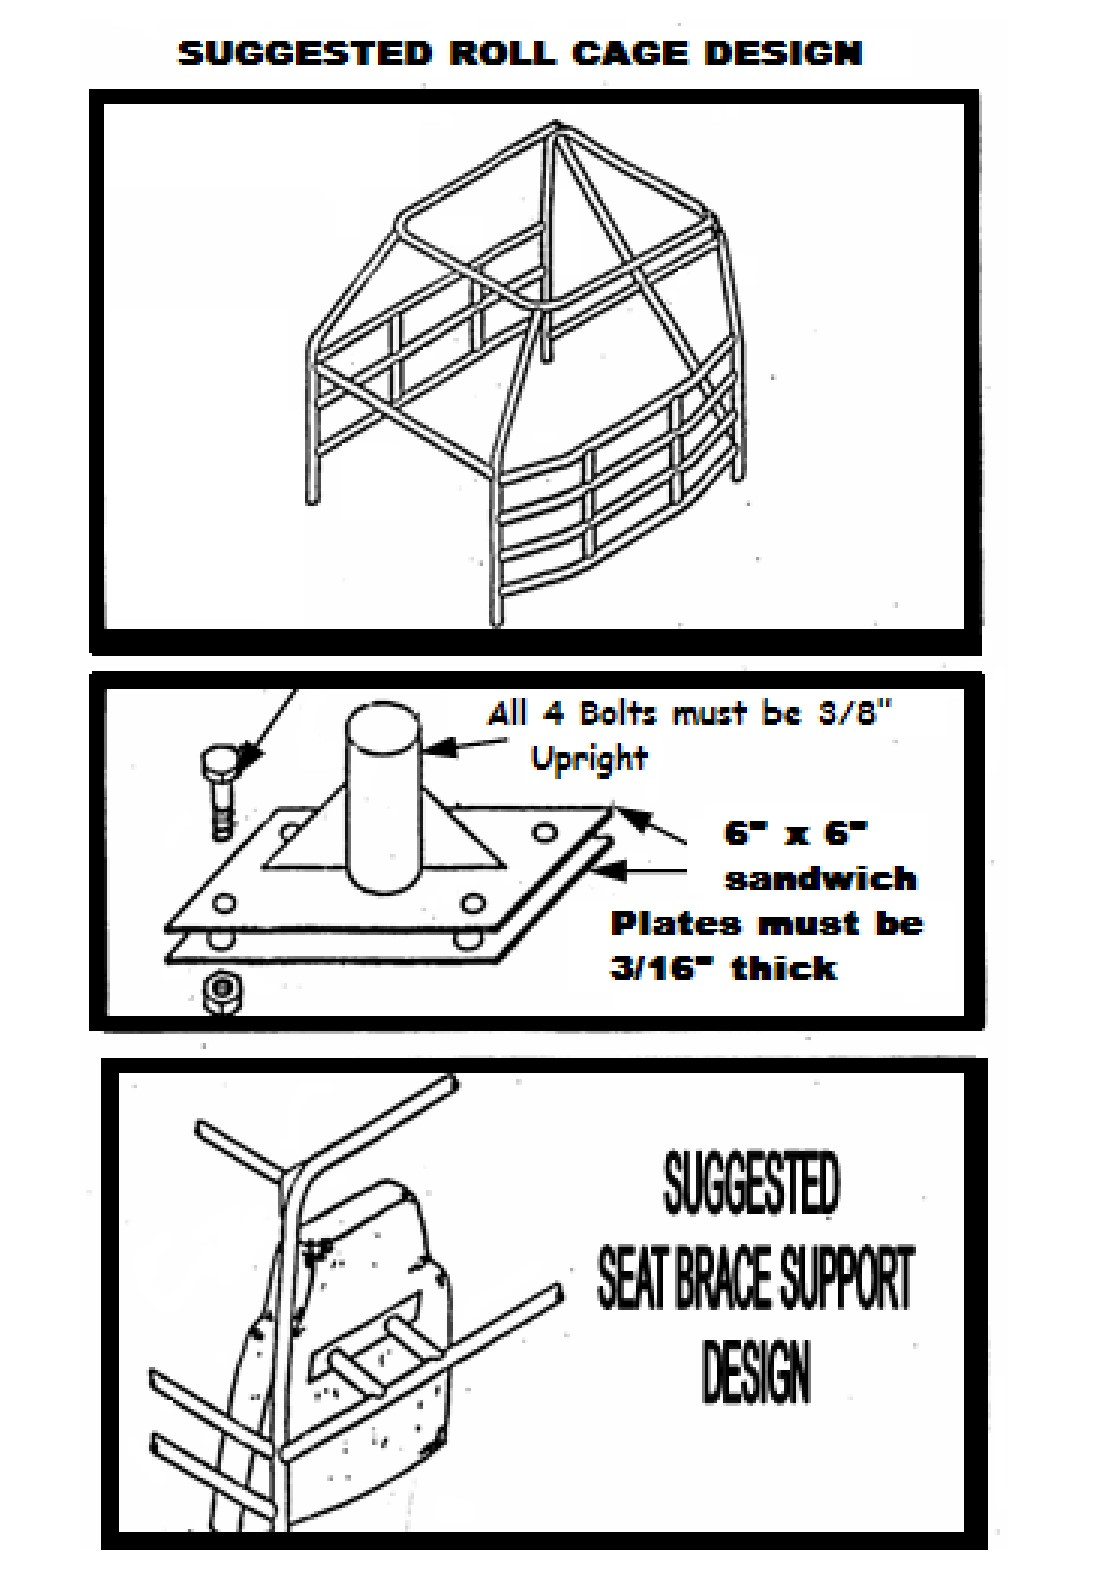 SUGGESTED ROLL CAGE DESIGN
All 4 Bolts must be 3/8"
Upright
6" x 6"
sandwich
Plates must be
3/16" thick
SUGGESTED
SEAT BRACE SUPPORT
DESIGN